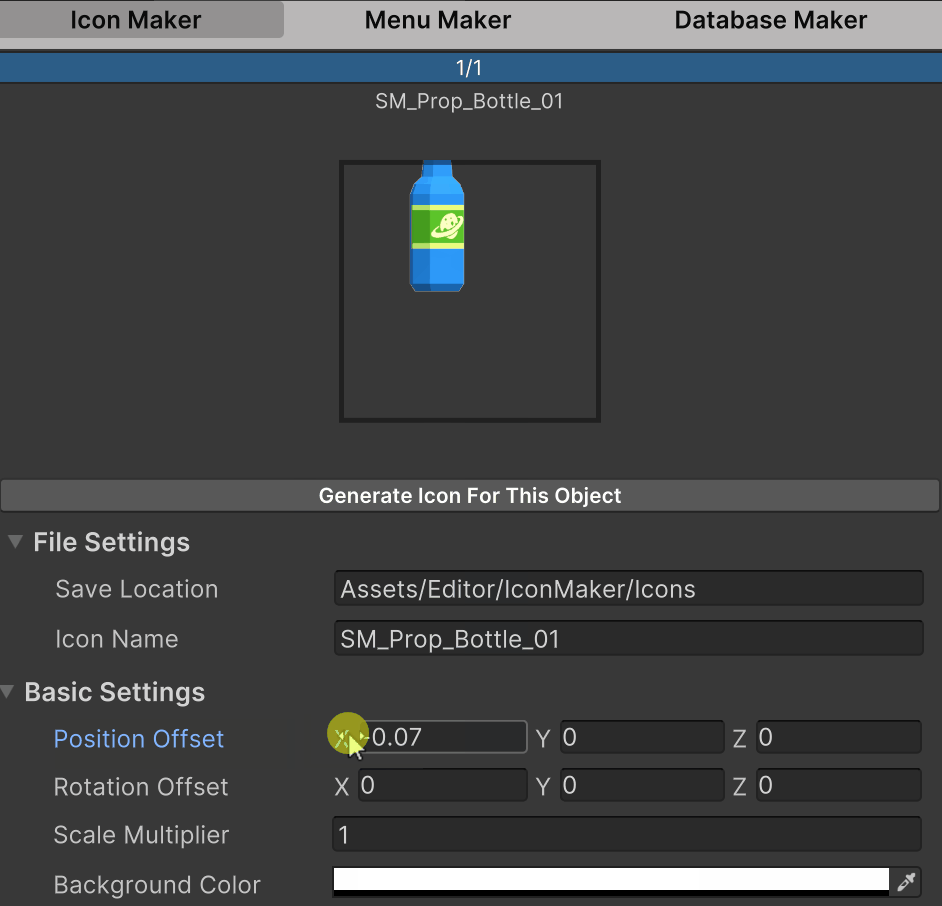 Icon Maker Menu Maker Database Maker
1/1
SM_Prop_Bottle_01
Generate Icon For This Object
File Settings
Save Location Assets/Editor/IconMaker/Icons
Icon Name SM_Prop_Bottle_01
Basic Settings
Position Offset X -0.07 Y 0 Z 0
Rotation Offset X 0 Y 0 Z 0
Scale Multiplier 1
Background Color